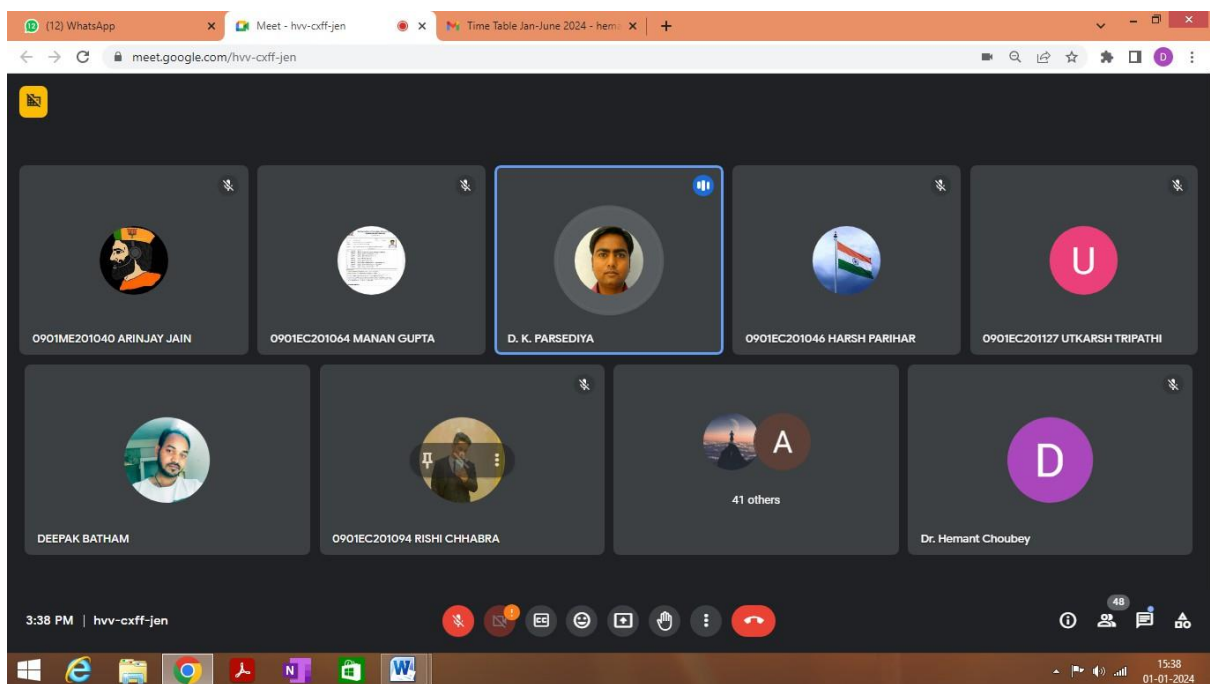 (12) WhatsApp
Meet - hvv-cxff-jen
Time Table Jan-June 2024 - hem
meet.google.com/hvv-cxff-jen
D
0901ME201040 ARINJAY JAIN
0901EC201064 MANAN GUPTA
D. K. PARSEDIYA
0901EC201046 HARSH PARIHAR
U
0901EC201127 UTKARSH TRIPATHI
DEEPAK BATHAM
0901EC201094 RISHI CHHABRA
A
41 others
D
Dr. Hemant Choubey
3:38 PM | hvv-cxff-jen
48
15:38
01-01-2024